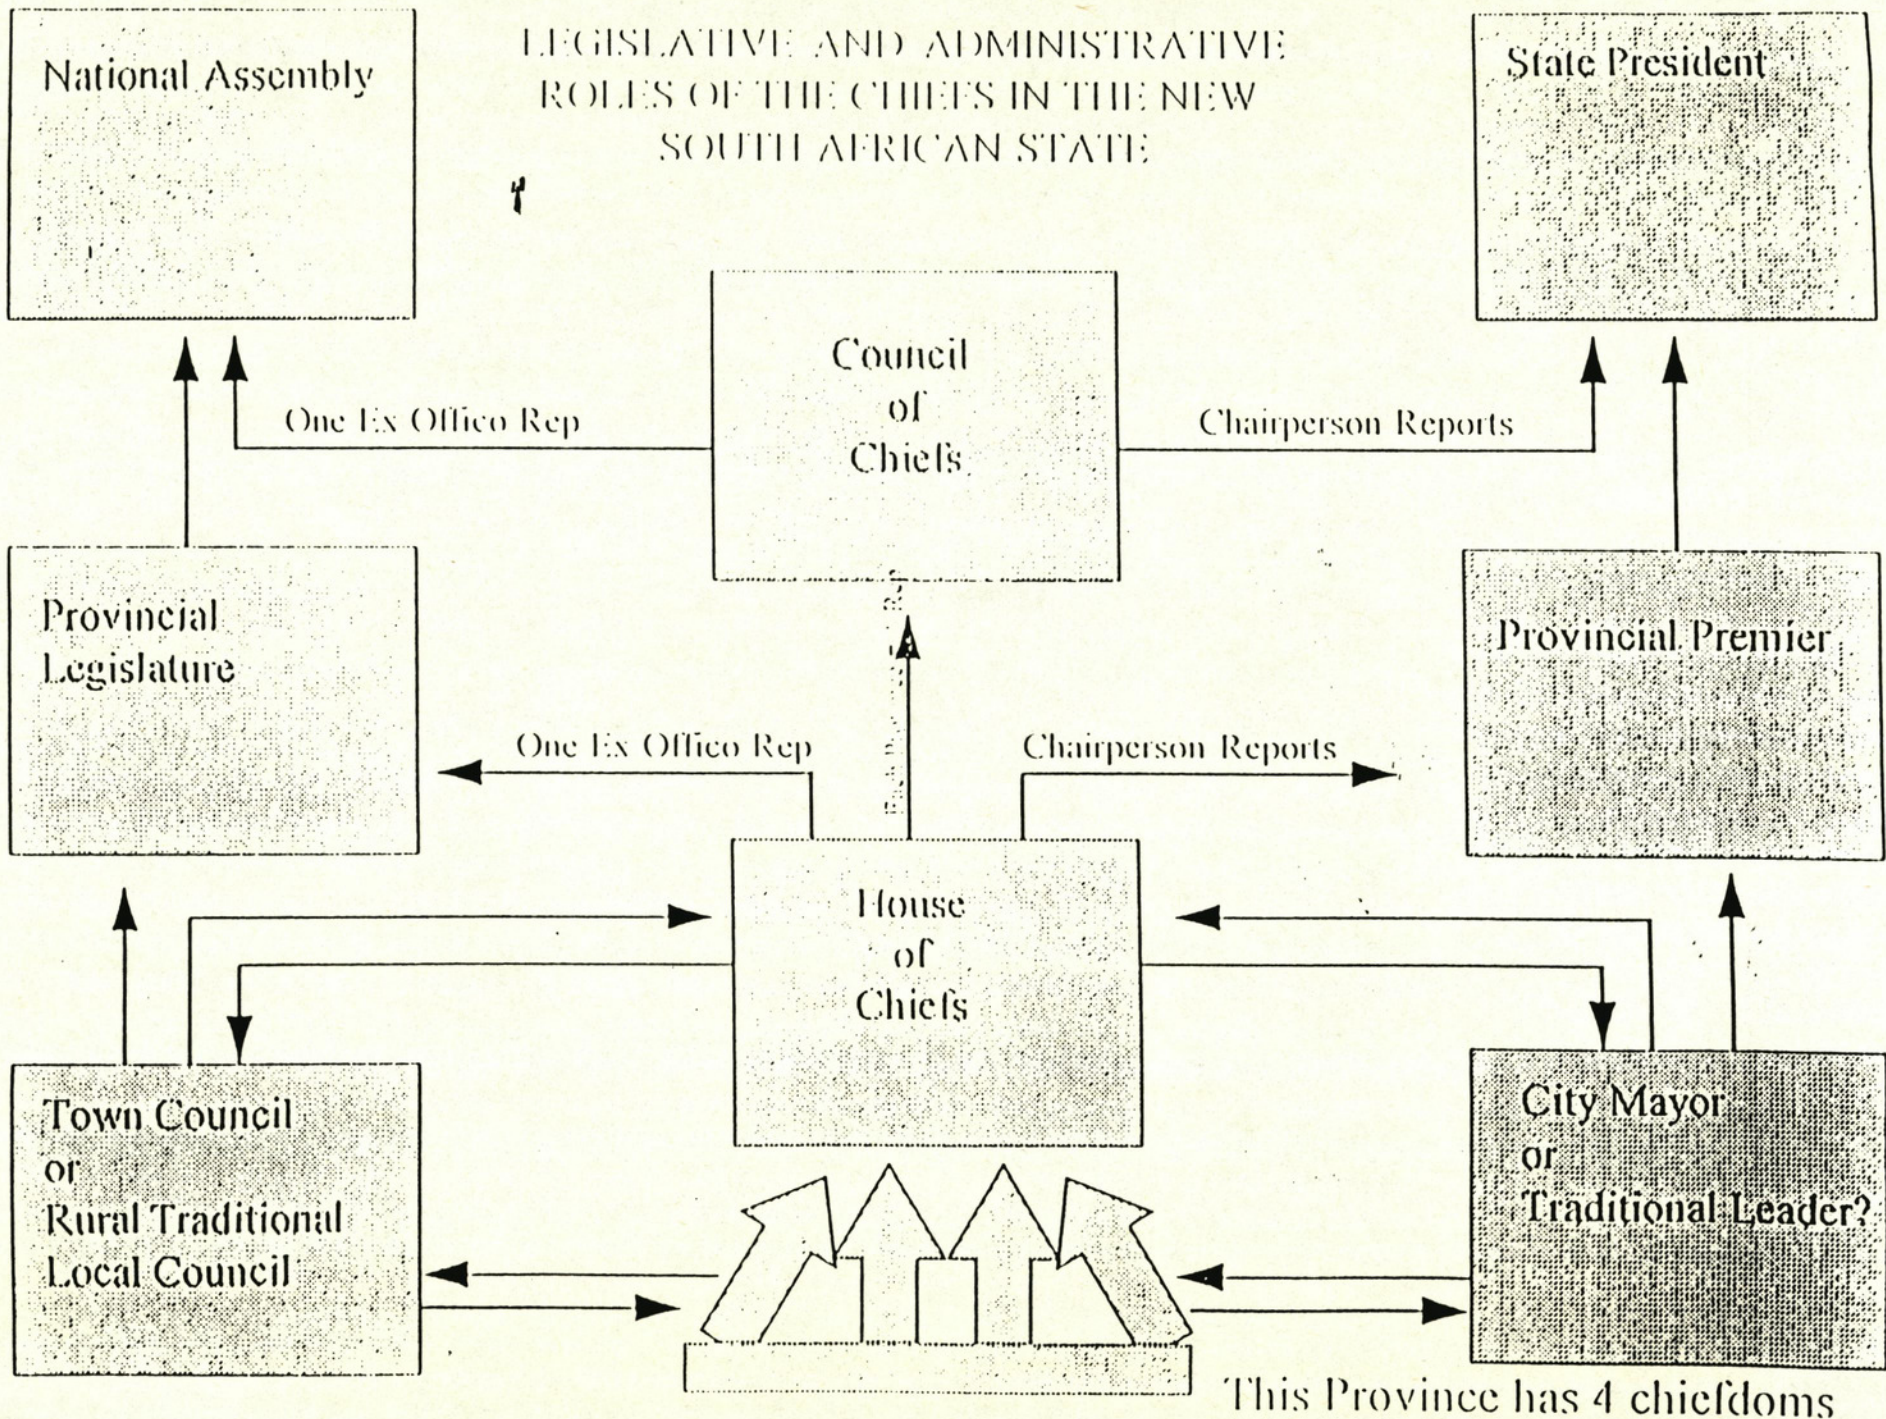 LEGISLATIVE AND ADMINISTRATIVE
ROLES OF THE CHIEFS IN THE NEW
SOUTH AFRICAN STATE
National Assembly
State President
Council
of
Chiefs
One Ex Offico Rep
Chairperson Reports
Provincial
Legislature
Provincial Premier
One Ex Offico Rep
Chairperson Reports
House
of
Chiefs
Town Council
or
Rural Traditional
Local Council
City Mayor
or
Traditional Leader?
This Province has 4 chiefdoms